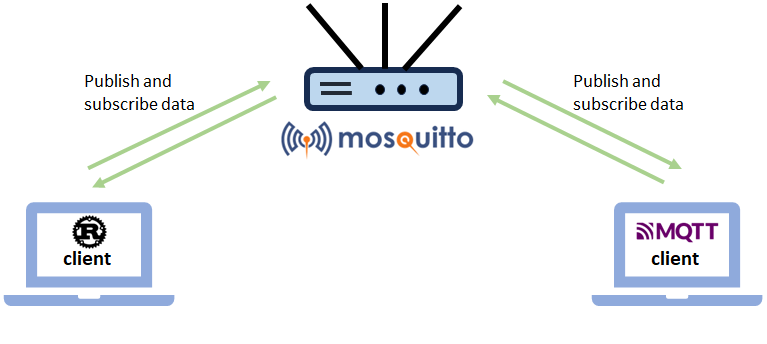 Publish and
subscribe data
Publish and
subscribe data
mosquitto
R
client
MQTT
client